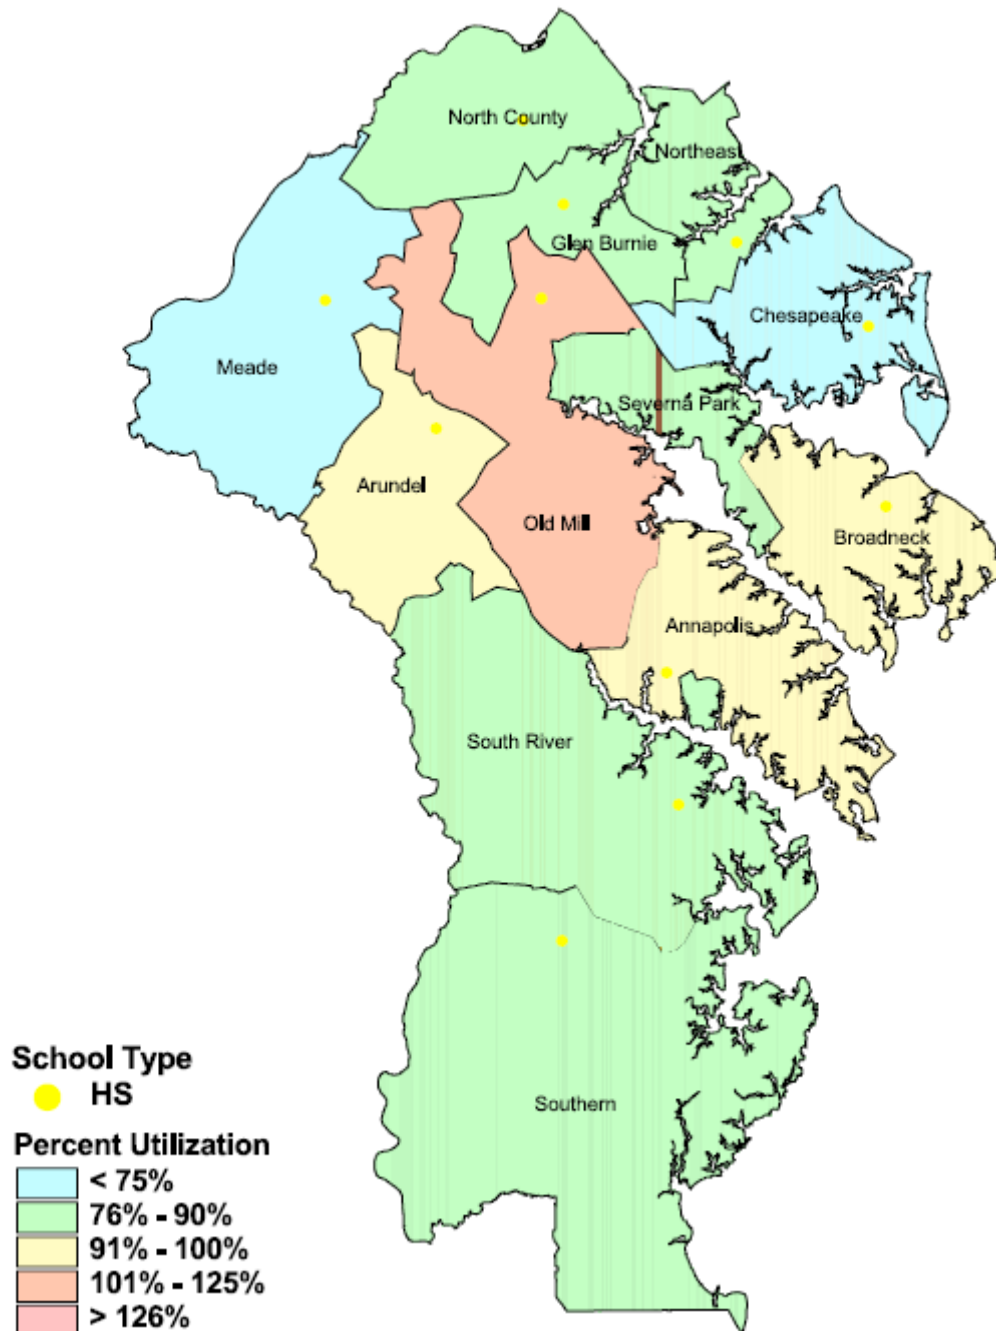 North County
Northeast
Glen Burnie
Chesapeake
Meade
Severna Park
Arundel
Old Mill
Broadneck
Annapolis
South River
Southern
School Type
HS
Percent Utilization
< 75%
76% - 90%
91% - 100%
101% - 125%
> 126%